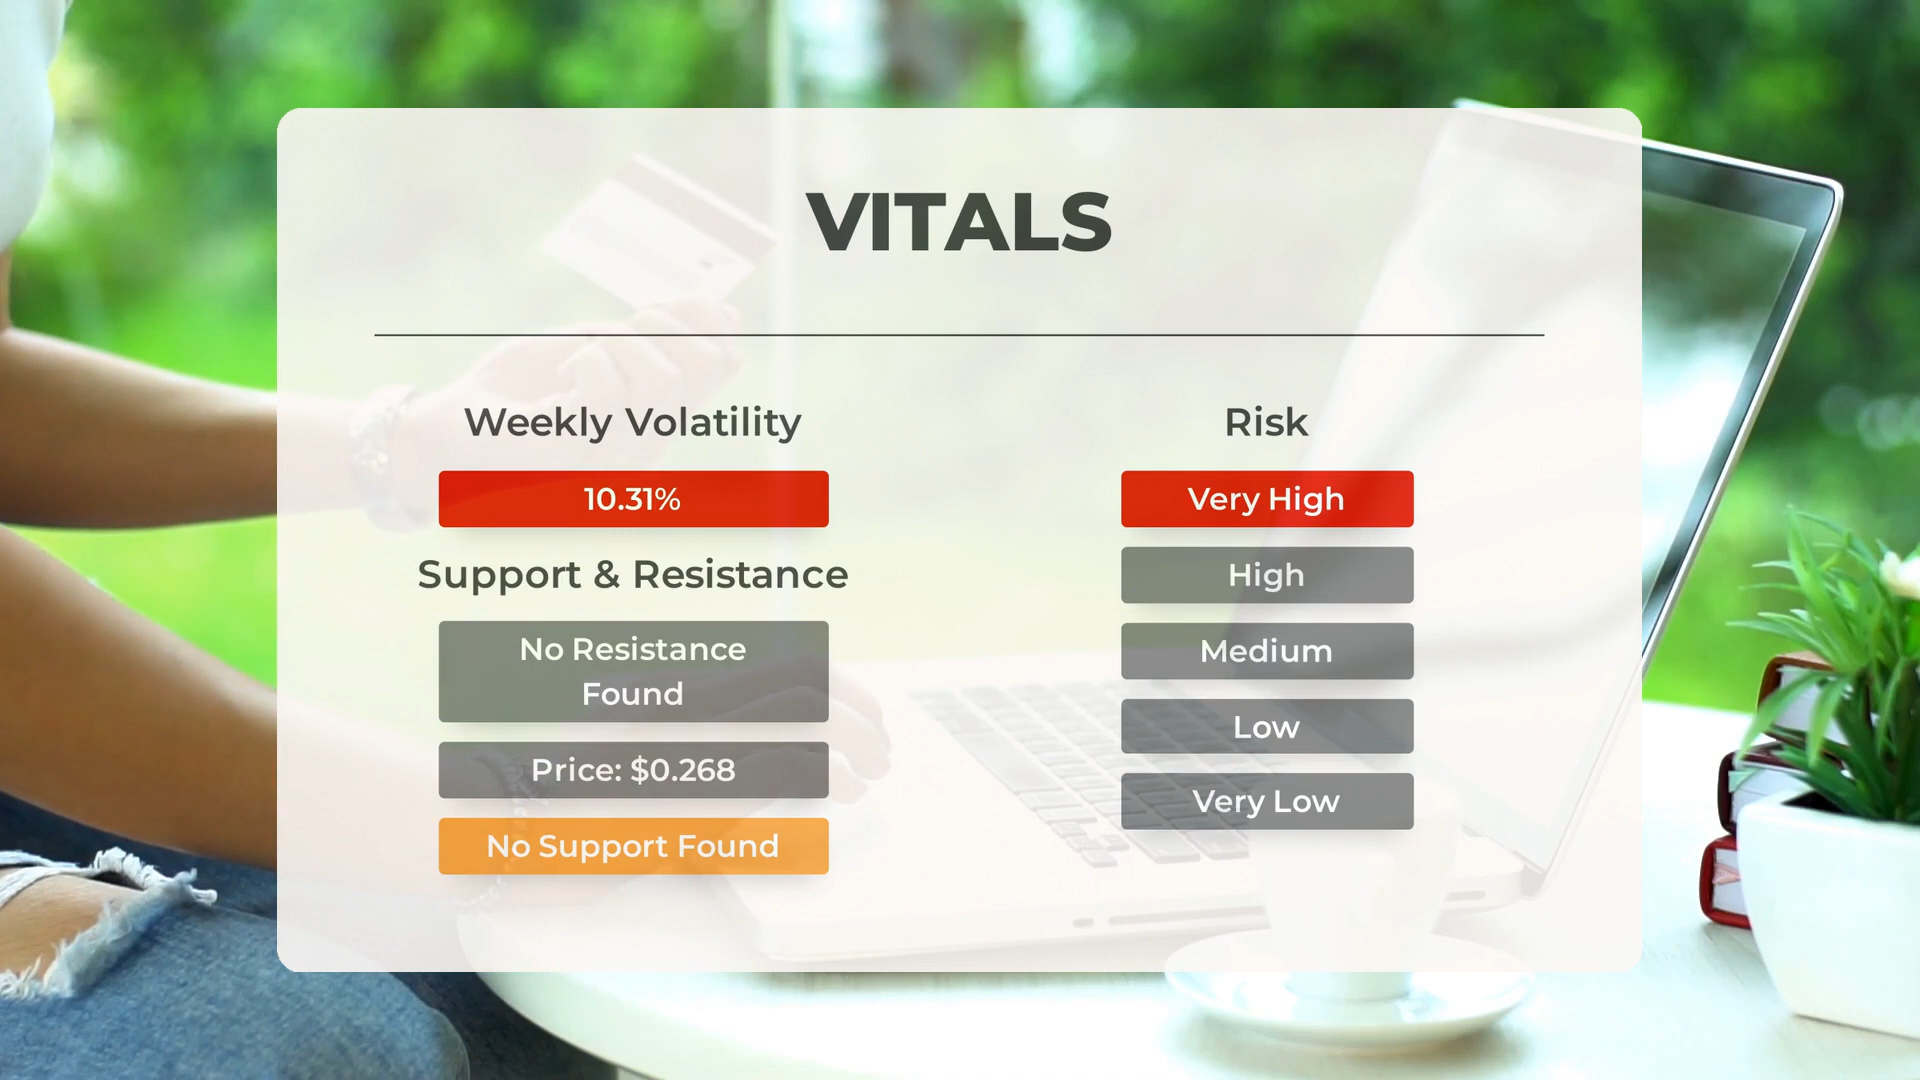 VITALS
Weekly Volatility
10.31%
Support & Resistance
No Resistance
Found
Price: $0.268
No Support Found
Risk
Very High
High
Medium
Low
Very Low